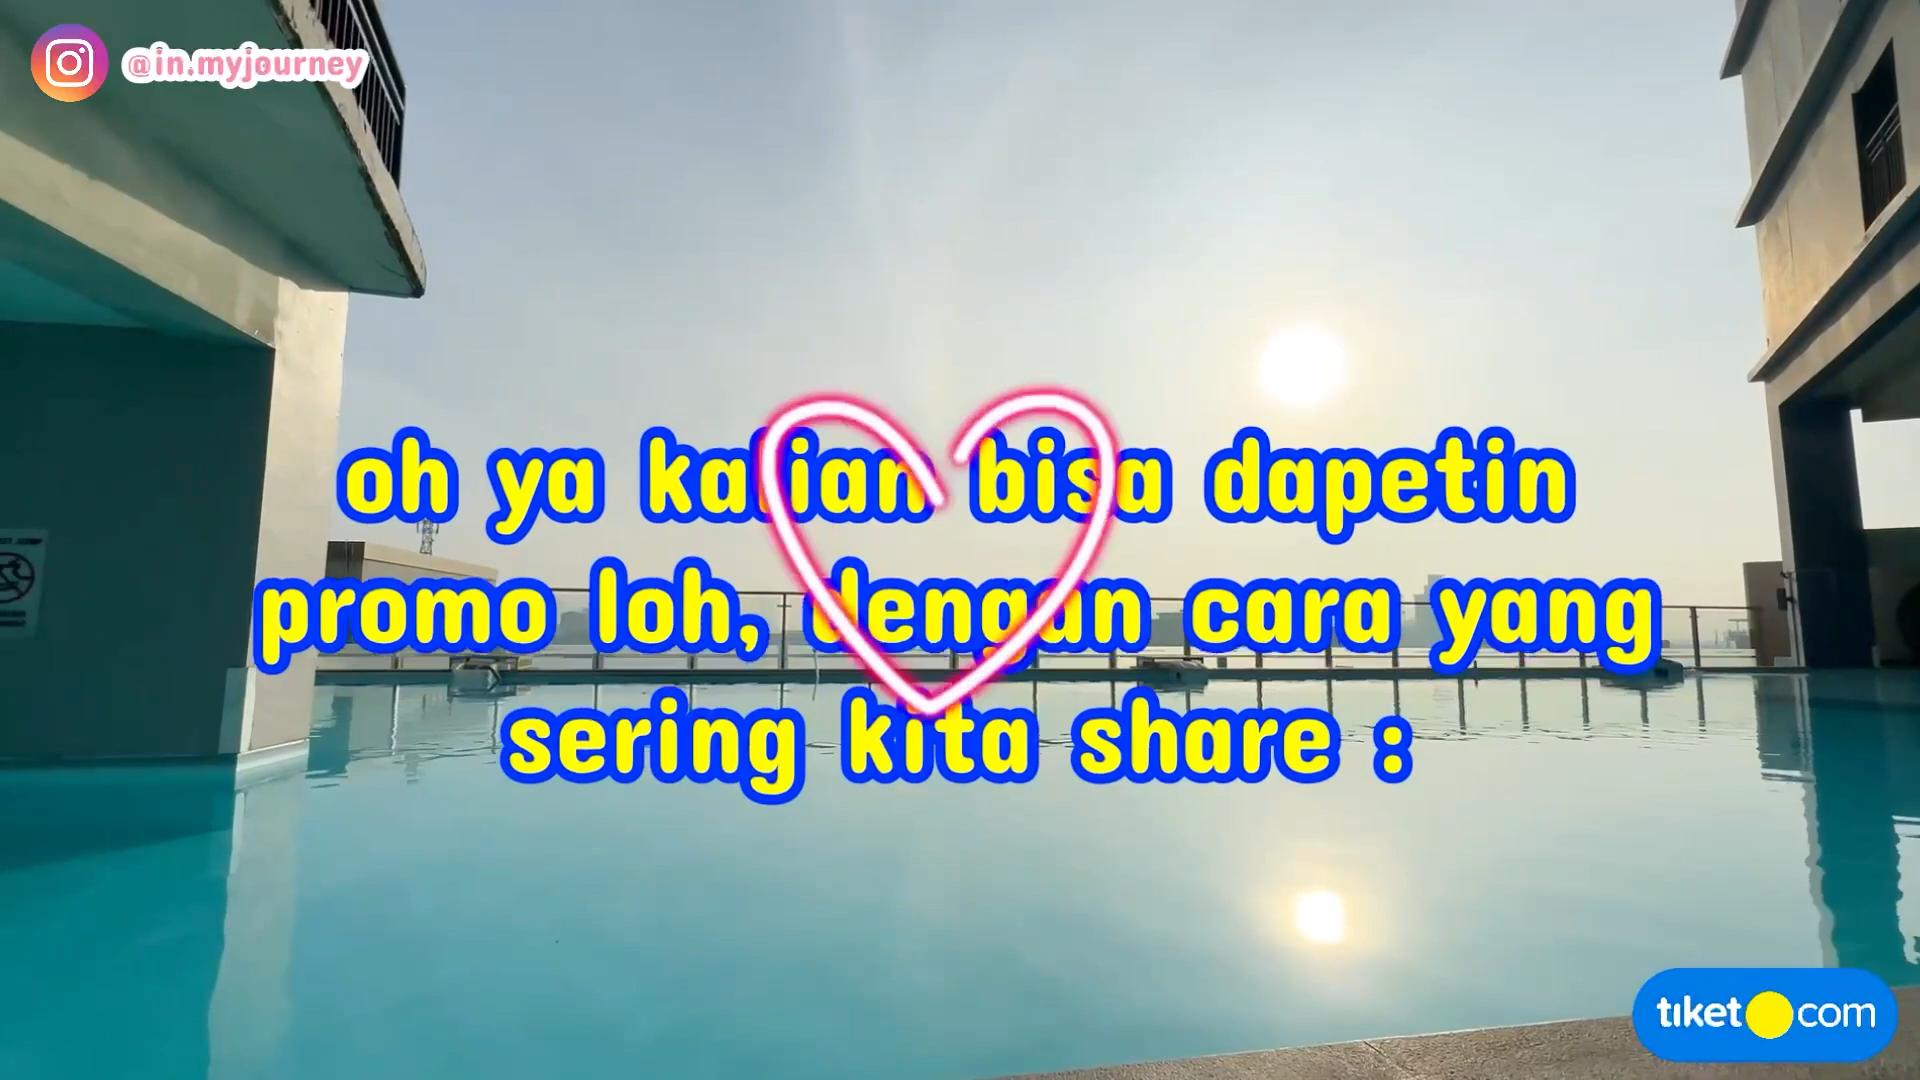 @in.myjourney
oh ya kalian bisa dapetin
promo loh, dengan cara yang
sering kita share :
tiket.com